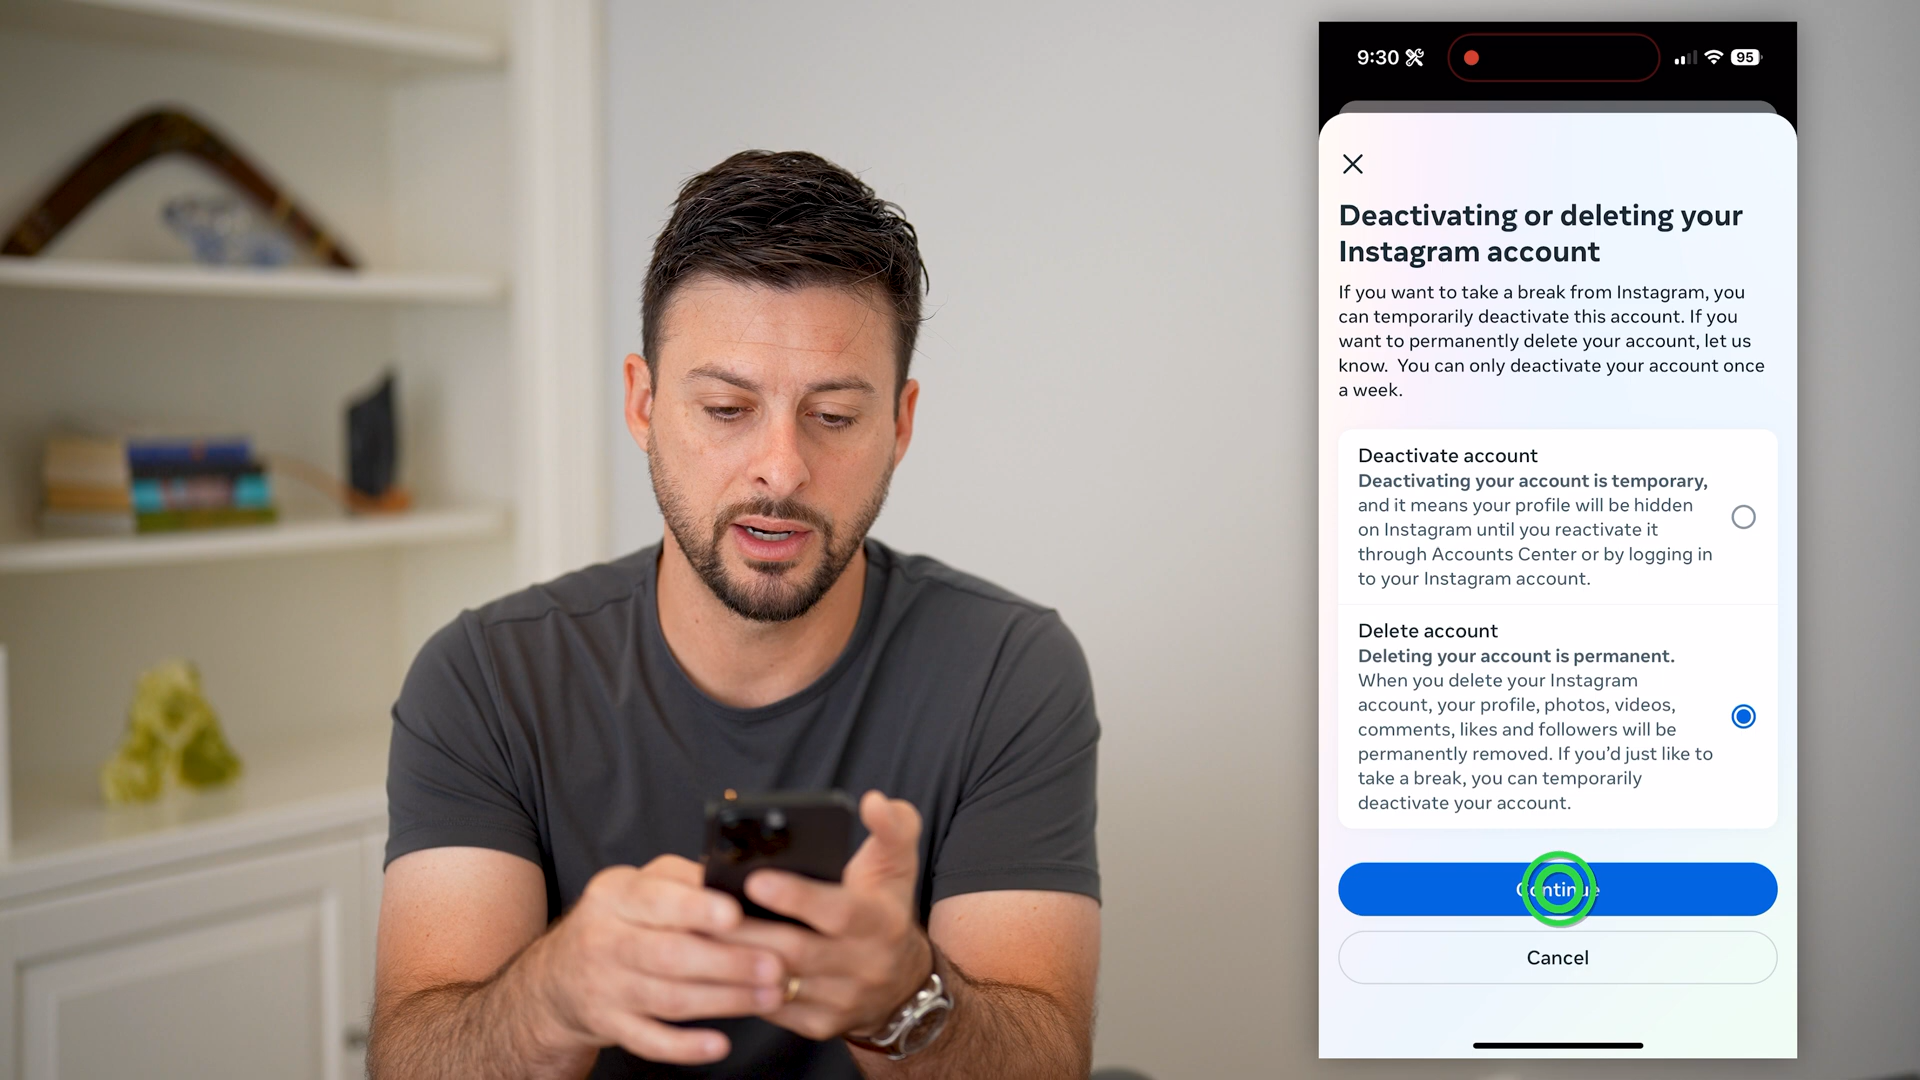 9:30
95
Deactivating or deleting your
Instagram account
If you want to take a break from Instagram, you
can temporarily deactivate this account. If you
want to permanently delete your account, let us
know. You can only deactivate your account once
a week.
Deactivate account
Deactivating your account is temporary,
and it means your profile will be hidden
on Instagram until you reactivate it
through Accounts Center or by logging in
to your Instagram account.
Delete account
Deleting your account is permanent.
When you delete your Instagram
account, your profile, photos, videos,
comments, likes and followers will be
permanently removed. If you’d just like to
take a break, you can temporarily
deactivate your account.
Continue
Cancel